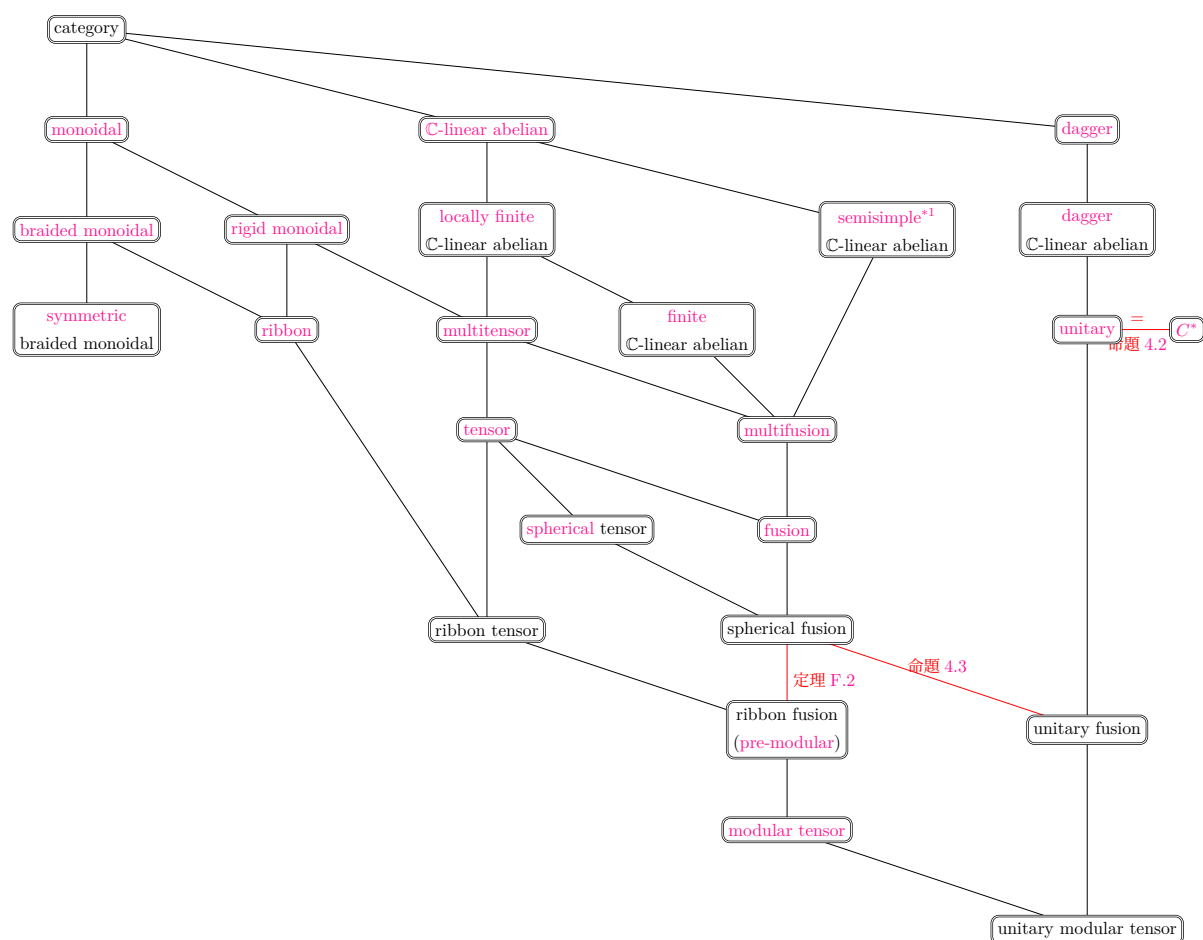 category
monoidal
ℂ-linear abelian
dagger
braided monoidal
rigid monoidal
locally finite
ℂ-linear abelian
semisimple*1
ℂ-linear abelian
dagger
ℂ-linear abelian
symmetric
braided monoidal
ribbon
multitensor
finite
ℂ-linear abelian
unitary
=
命題 4.2
C*
tensor
multifusion
spherical tensor
fusion
ribbon tensor
spherical fusion
命題 4.3
定理 F.2
ribbon fusion
(pre-modular)
unitary fusion
modular tensor
unitary modular tensor